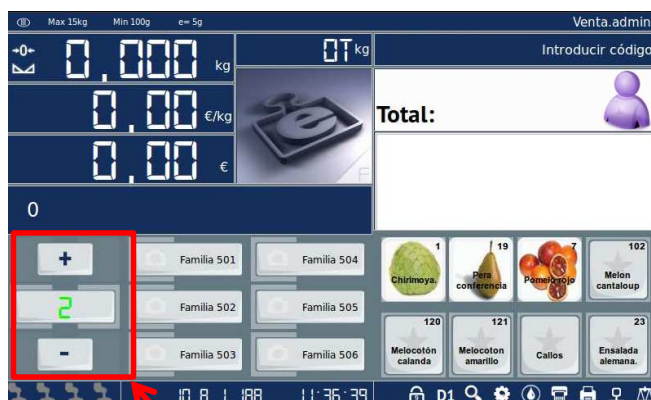 Max 15kg Min 100g e= 5g Venta.admin
→0← 0,000 kg 0T kg Introducir código
0,00 €/kg Total:
0,00 €
0
+ Familia 501 Familia 504
2 Familia 502 Familia 505
- Familia 503 Familia 506
1 Chirimoya.
19 Pera conferencia
7 Pomelo rojo
102 Melon cantaloup
120 Melocotón calanda
121 Melocoton amarillo
Callos
23 Ensalada alemana.
11:36:39 D1